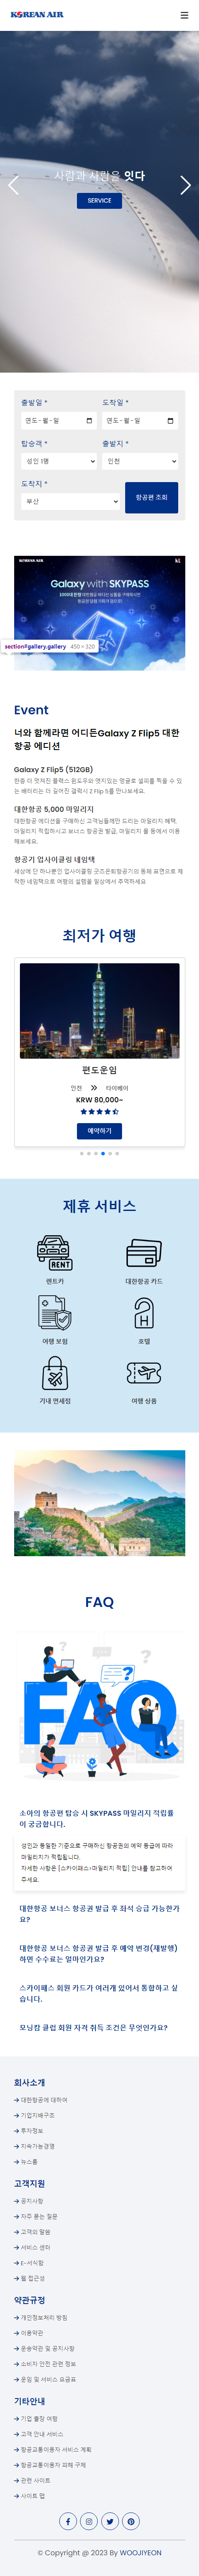 KOREAN AIR
사람과 사람을 잇다
SERVICE
출발일 *
도착일 *
연도-월-일
연도-월-일
탑승객 *
출발지 *
성인 1명
인천
도착지 *
부산
항공편 조회
KOREAN AIR
kt
Galaxy with SKYPASS
section#gallery.gallery 450 × 320
Event
너와 함께라면 어디든Galaxy Z Flip5 대한
항공 에디션
Galaxy Z Flip5 (512GB)
한층 더 멋져진 플렉스 윈도우와 엣지있는 앵글로 셀피를 찍을 수 있
는 배터리는 더 길어진 갤럭시 Z Flip 5를 만나보세요.
대한항공 5,000 마일리지
대한항공 에디션을 구매하신 고객님들에만 드리는 마일리지 혜택.
마일리지 적립하시고 보너스 항공권 발급, 마일리지 몰 등에서 이용
해보세요.
항공기 업사이클링 네임택
세상에 단 하나뿐인 업사이클링 굿즈은퇴항공기의 동체 표면으로 제
작한 네임택으로 여행의 설렘을 일상에서 추억하세요
최저가 여행
편도운임
인천
타이베이
KRW 80,000~
예약하기
제휴 서비스
RENT
렌트카
대한항공 카드
여행 보험
호텔
기내 면세점
여행 상품
FAQ
FAQ
소아의 항공편 탑승 시 SKYPASS 마일리지 적립률
이 궁금합니다.
성인과 동일한 기준으로 구매하신 항공권의 예약 등급에 따라
마일리지가 적립됩니다.
자세한 사항은 [스카이패스>마일리지 적립] 안내를 참고하여
주세요.
대한항공 보너스 항공권 발급 후 좌석 승급 가능한가
요?
대한항공 보너스 항공권 발급 후 예약 변경(재발행)
하면 수수료는 얼마인가요?
스카이패스 회원 카드가 여러개 있어서 통합하고 싶
습니다.
모닝캄 클럽 회원 자격 취득 조건은 무엇인가요?
회사소개
대한항공에 대하여
기업지배구조
투자정보
지속가능경영
뉴스룸
고객지원
공지사항
자주 묻는 질문
고객의 말씀
서비스 센터
E-서식함
웹 접근성
약관규정
개인정보처리 방침
이용약관
운송약관 및 공지사항
소비자 안전 관련 정보
운임 및 서비스 요금표
기타안내
기업 출장 여행
고객 안내 서비스
항공교통이용자 서비스 계획
항공교통이용자 피해 구제
관련 사이트
사이트 맵
© Copyright @ 2023 By WOOJIYEON